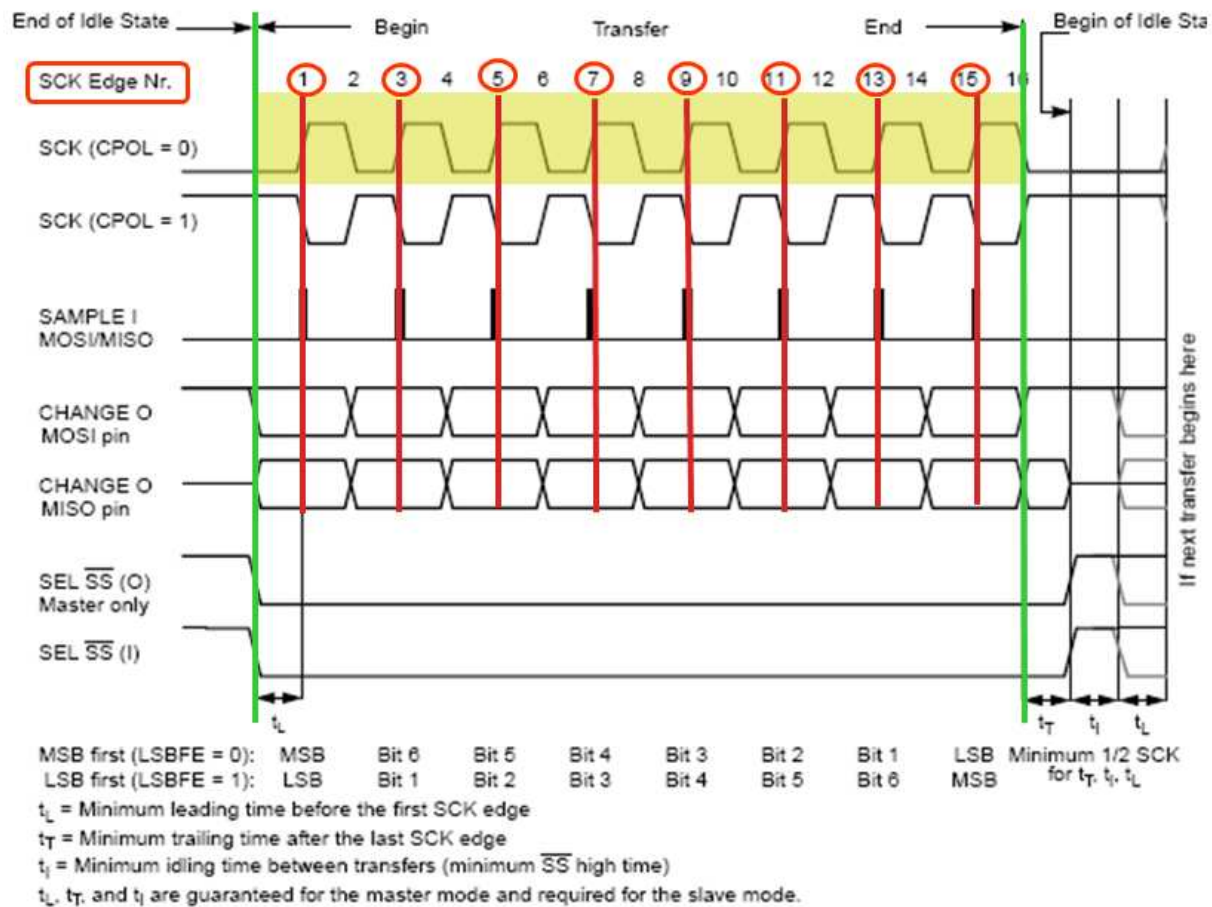 End of Idle State
Begin
Transfer
End
Begin of Idle Sta
SCK Edge Nr.
1 2 3 4 5 6 7 8 9 10 11 12 13 14 15 16
SCK (CPOL = 0)
SCK (CPOL = 1)
SAMPLE I
MOSI/MISO
CHANGE O
MOSI pin
CHANGE O
MISO pin
SEL SS (O)
Master only
SEL SS (I)
If next transfer begins here
tL
tT tI tL
MSB first (LSBFE = 0): MSB Bit 6 Bit 5 Bit 4 Bit 3 Bit 2 Bit 1 LSB Minimum 1/2 SCK
LSB first (LSBFE = 1): LSB Bit 1 Bit 2 Bit 3 Bit 4 Bit 5 Bit 6 MSB for tT, tI, tL
tL = Minimum leading time before the first SCK edge
tT = Minimum trailing time after the last SCK edge
tI = Minimum idling time between transfers (minimum SS high time)
tL, tT, and tI are guaranteed for the master mode and required for the slave mode.